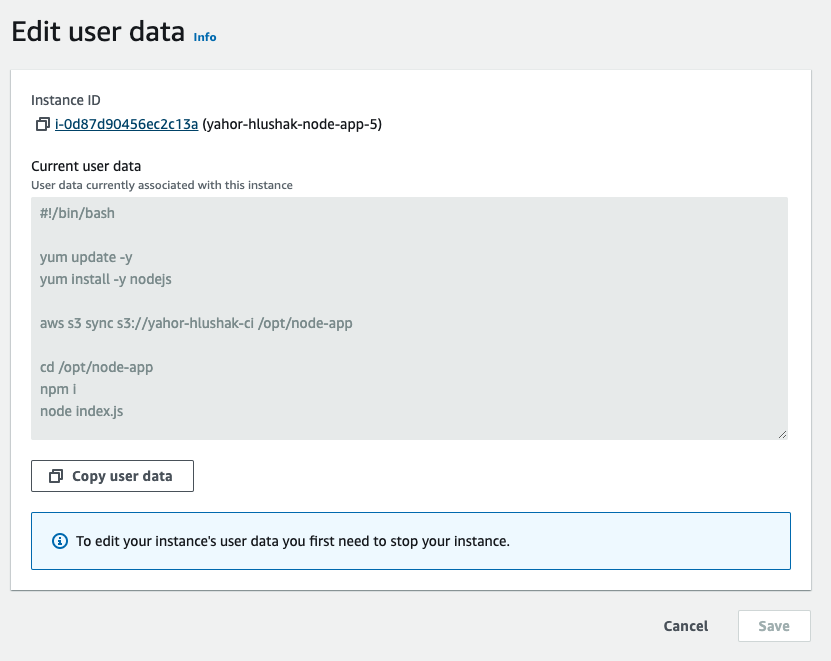 Edit user data Info
Instance ID
i-0d87d90456ec2c13a (yahor-hlushak-node-app-5)
Current user data
User data currently associated with this instance
#!/bin/bash
yum update -y
yum install -y nodejs
aws s3 sync s3://yahor-hlushak-ci /opt/node-app
cd /opt/node-app
npm i
node index.js
Copy user data
To edit your instance's user data you first need to stop your instance.
Cancel Save